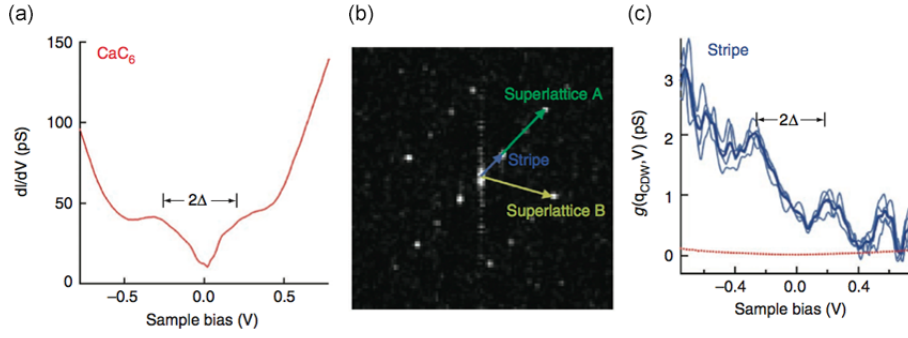 (a)
150
100
50
0
dI/dV (pS)
CaC6
2Δ
−0.5
0.0
0.5
Sample bias (V)
(b)
Superlattice A
Stripe
Superlattice B
(c)
3
2
1
0
g(qCDW, V) (pS)
Stripe
2Δ
−0.4
0.0
0.4
Sample bias (V)